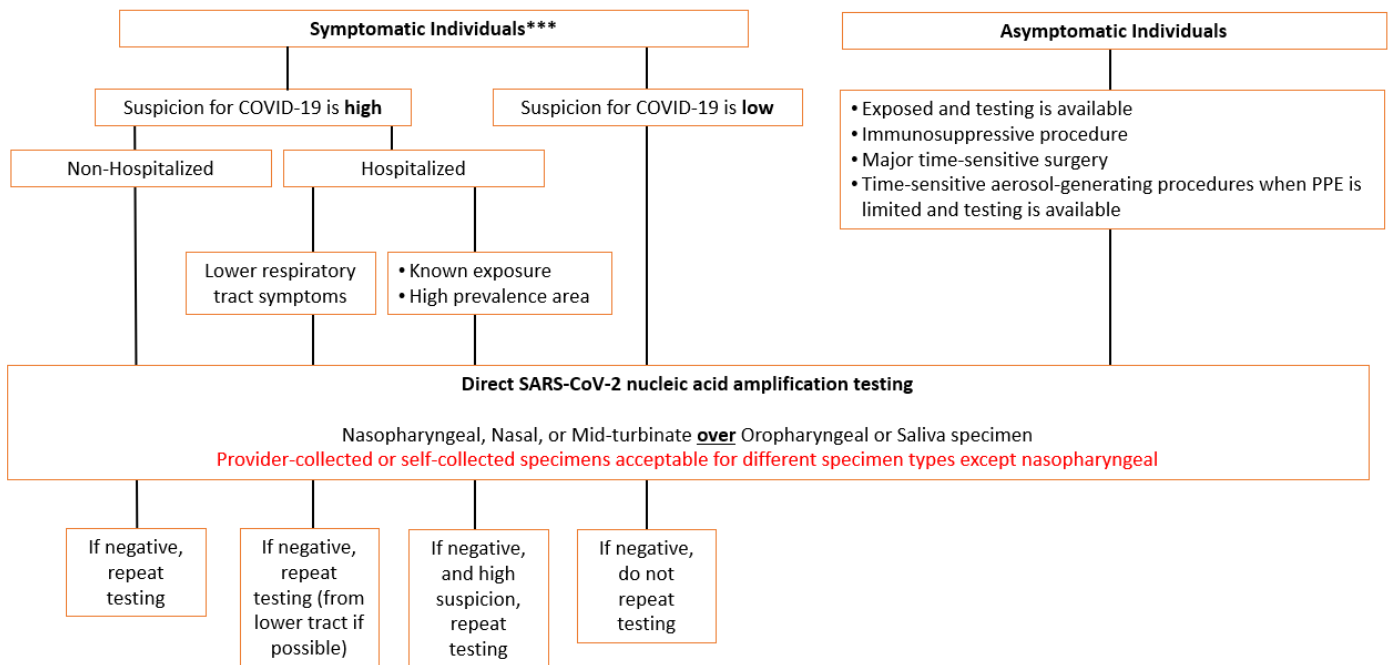 Symptomatic Individuals***
Asymptomatic Individuals
Suspicion for COVID-19 is high
Suspicion for COVID-19 is low
• Exposed and testing is available
• Immunosuppressive procedure
• Major time-sensitive surgery
• Time-sensitive aerosol-generating procedures when PPE is
limited and testing is available
Non-Hospitalized
Hospitalized
Lower respiratory
tract symptoms
• Known exposure
• High prevalence area
Direct SARS-CoV-2 nucleic acid amplification testing
Nasopharyngeal, Nasal, or Mid-turbinate over Oropharyngeal or Saliva specimen
Provider-collected or self-collected specimens acceptable for different specimen types except nasopharyngeal
If negative,
repeat
testing
If negative,
repeat
testing (from
lower tract if
possible)
If negative,
and high
suspicion,
repeat
testing
If negative,
do not
repeat
testing